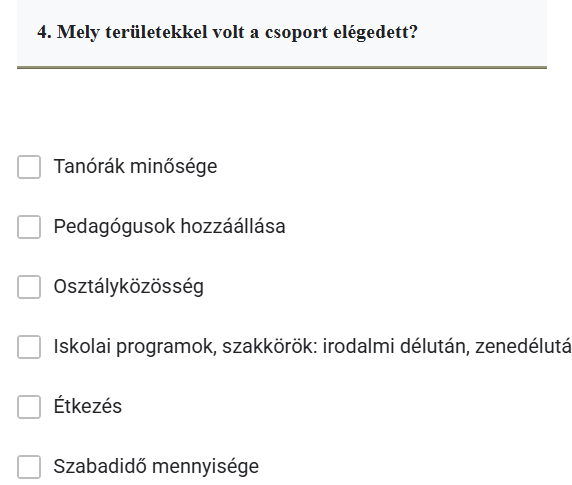 4. Mely területekkel volt a csoport elégedett?
Tanórák minősége
Pedagógusok hozzáállása
Osztályközösség
Iskolai programok, szakkörök: irodalmi délután, zenedélutá
Étkezés
Szabadidő mennyisége